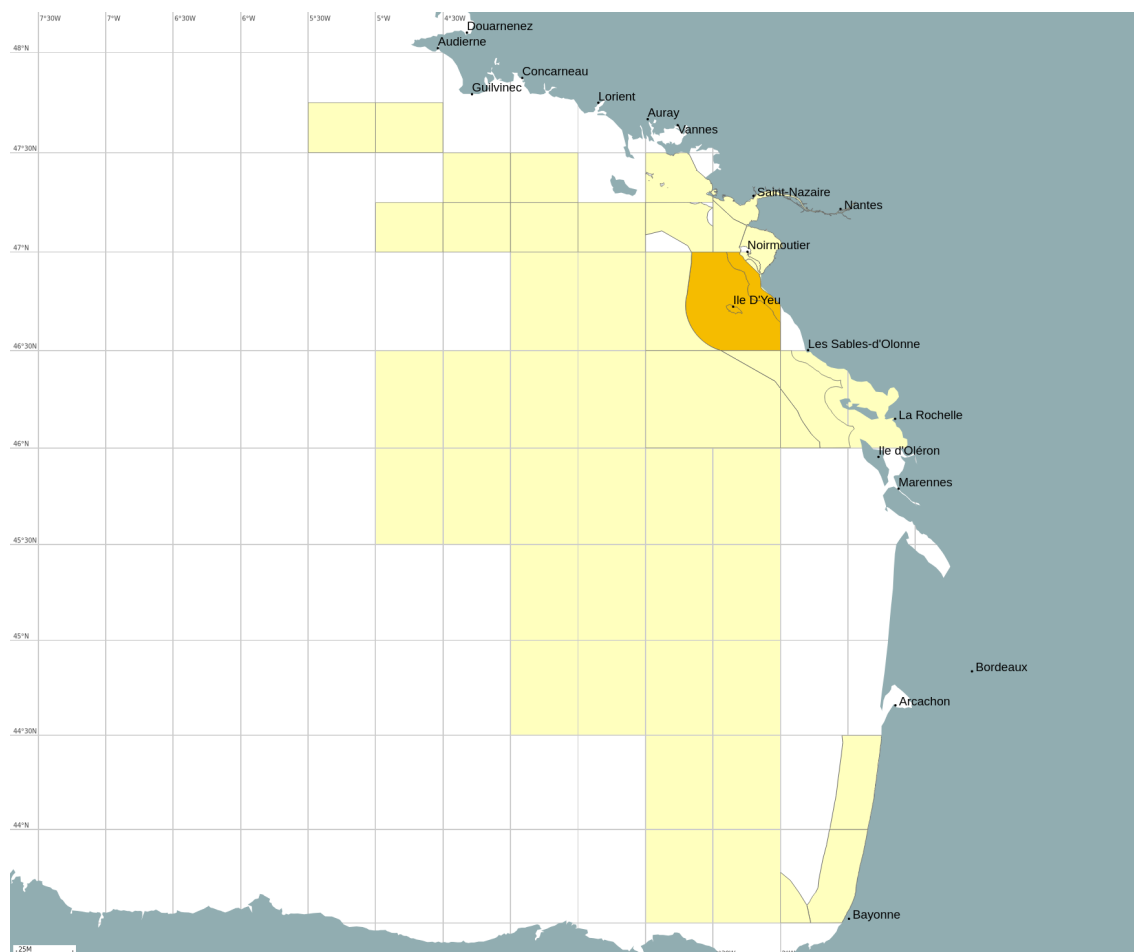 7°30W
7°W
6°30W
6°W
5°30W
5°W
4°30W
Douarnenez
Audierne
48°N
Concarneau
Guilvinec
Lorient
Auray
Vannes
47°30N
Saint-Nazaire
Nantes
Noirmoutier
47°N
Ile D'Yeu
46°30N
Les Sables-d'Olonne
La Rochelle
46°N
Ile d'Oléron
Marennes
45°30N
45°N
Bordeaux
Arcachon
44°30N
44°N
Bayonne
25M